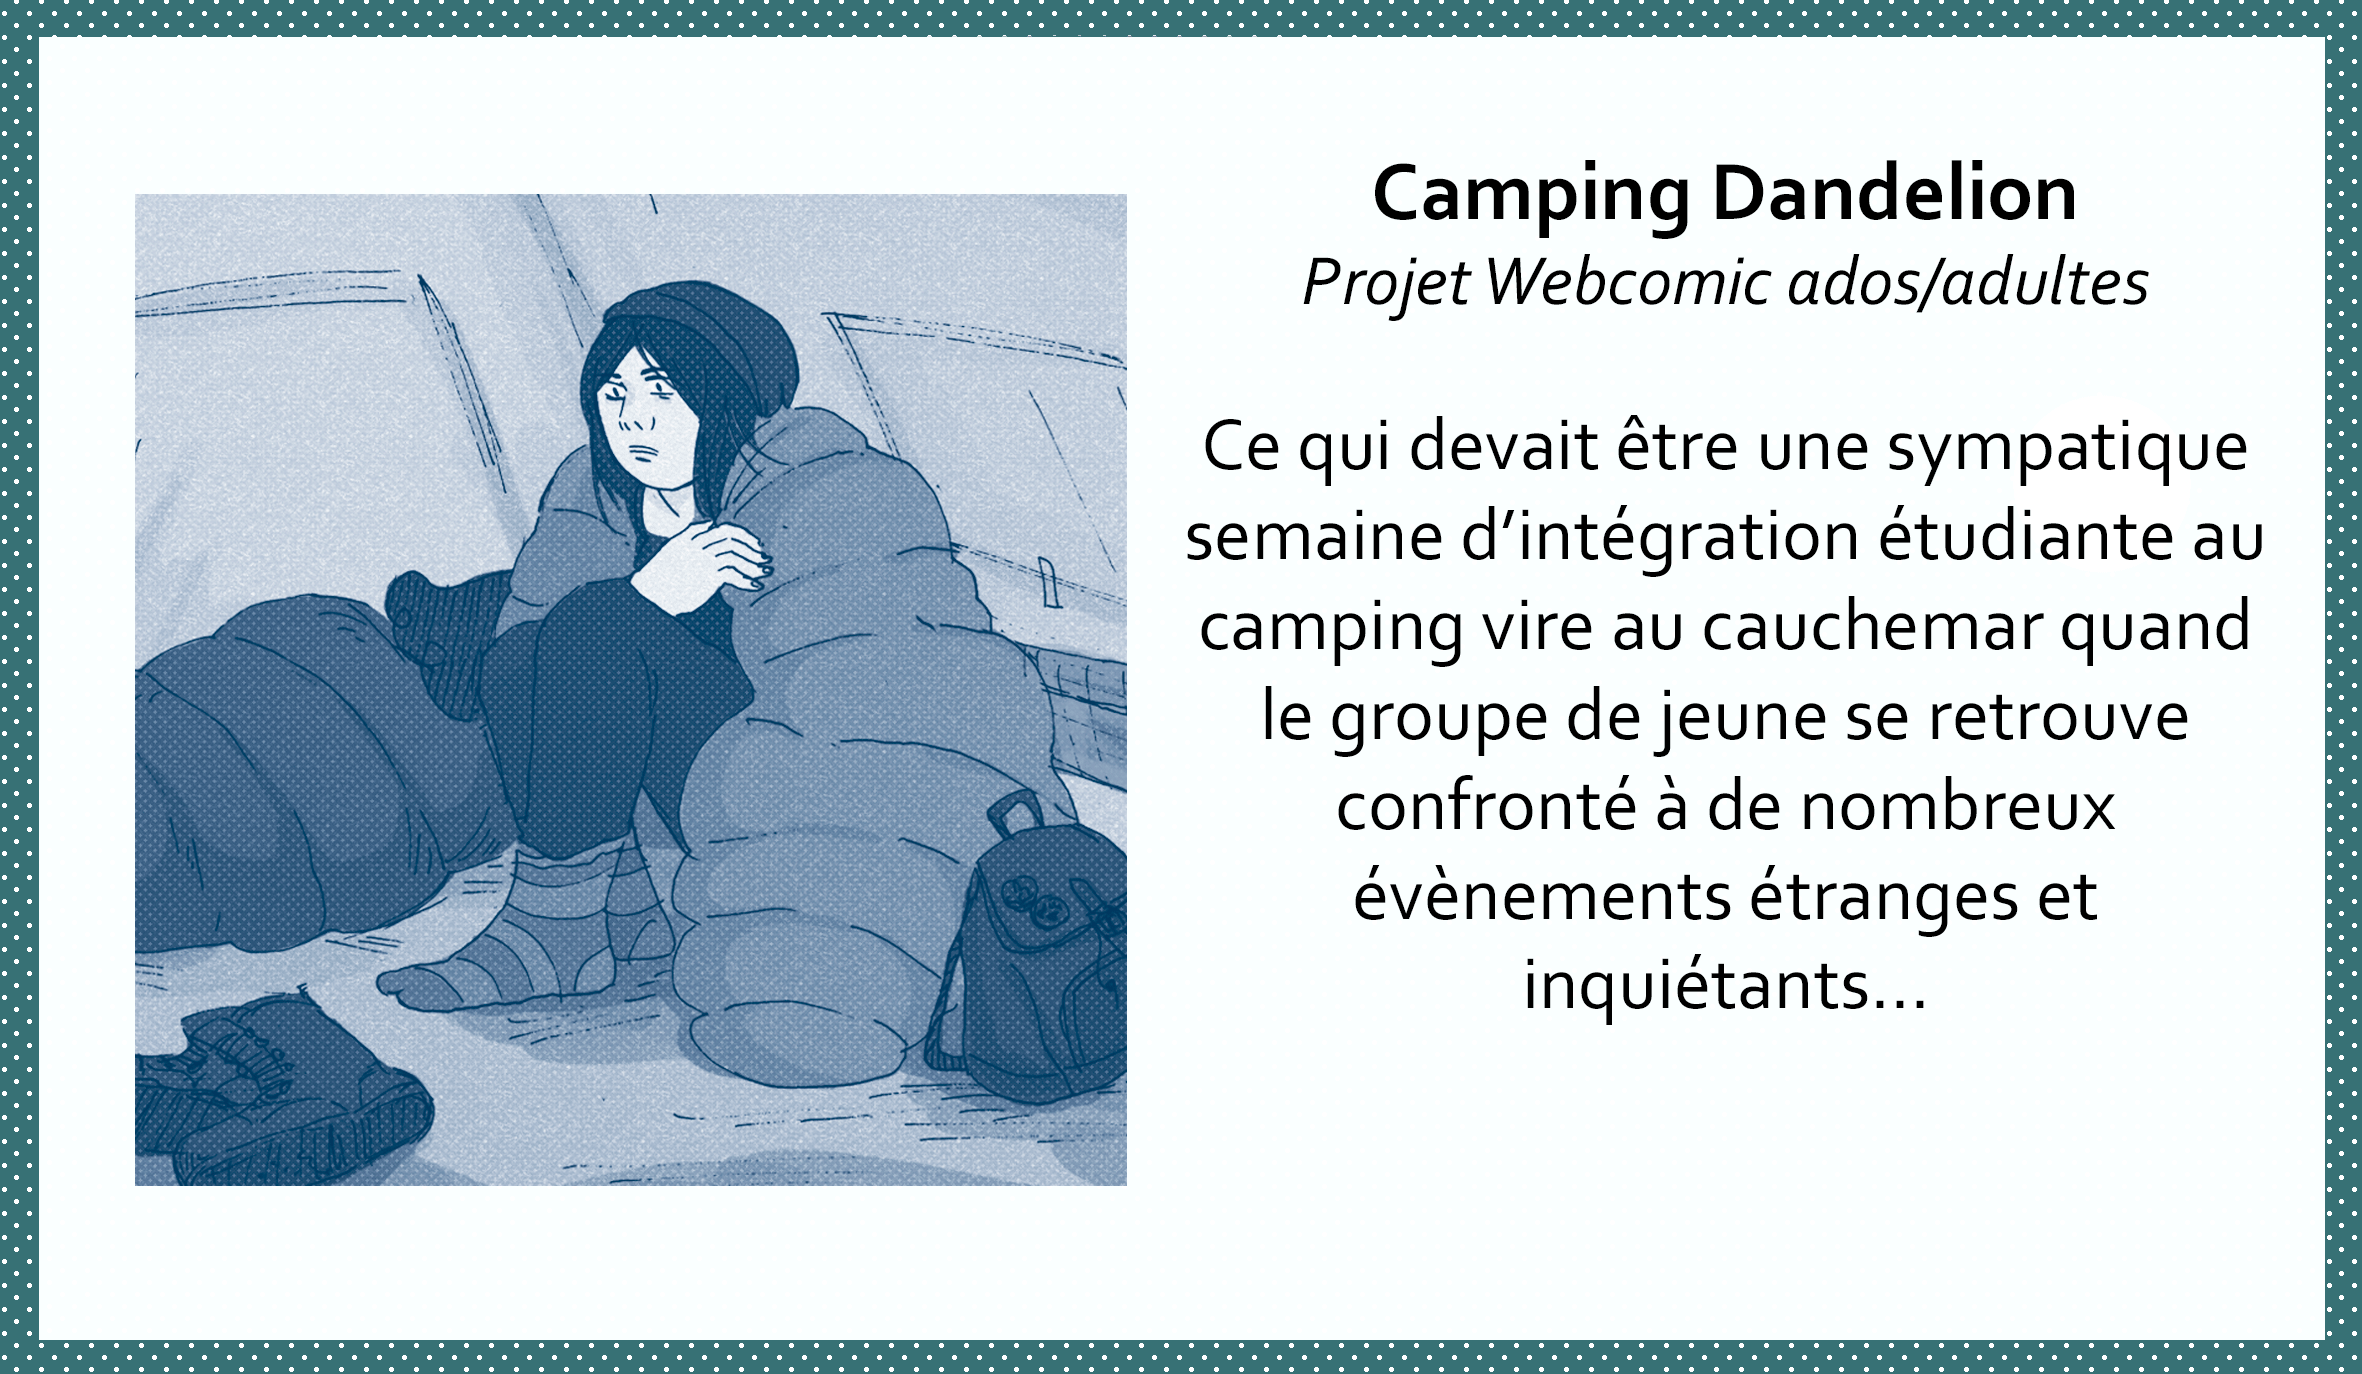 Camping Dandelion
Projet Webcomic ados/adultes
Ce qui devait être une sympatique
semaine d’intégration étudiante au
camping vire au cauchemar quand
le groupe de jeune se retrouve
confronté à de nombreux
évènements étranges et
inquiétants...